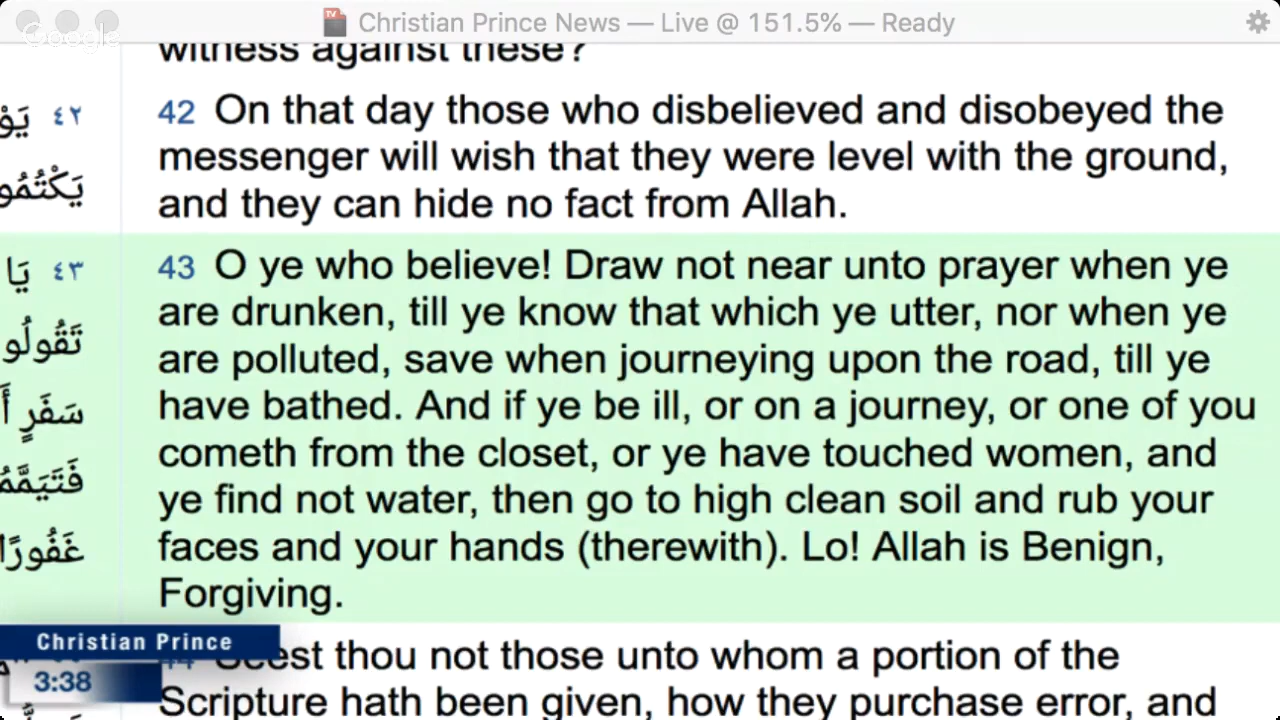 Christian Prince News — Live @ 151.5% — Ready
Google
witness against these?
٤٢
42 On that day those who disbelieved and disobeyed the
messenger will wish that they were level with the ground,
and they can hide no fact from Allah.
٤٣ يَا
43 O ye who believe! Draw not near unto prayer when ye
are drunken, till ye know that which ye utter, nor when ye
are polluted, save when journeying upon the road, till ye
سَفَرٍ أَ
have bathed. And if ye be ill, or on a journey, or one of you
cometh from the closet, or ye have touched women, and
ye find not water, then go to high clean soil and rub your
faces and your hands (therewith). Lo! Allah is Benign,
Forgiving.
Christian Prince
44 Seest thou not those unto whom a portion of the
3:38
Scripture hath been given, how they purchase error, and